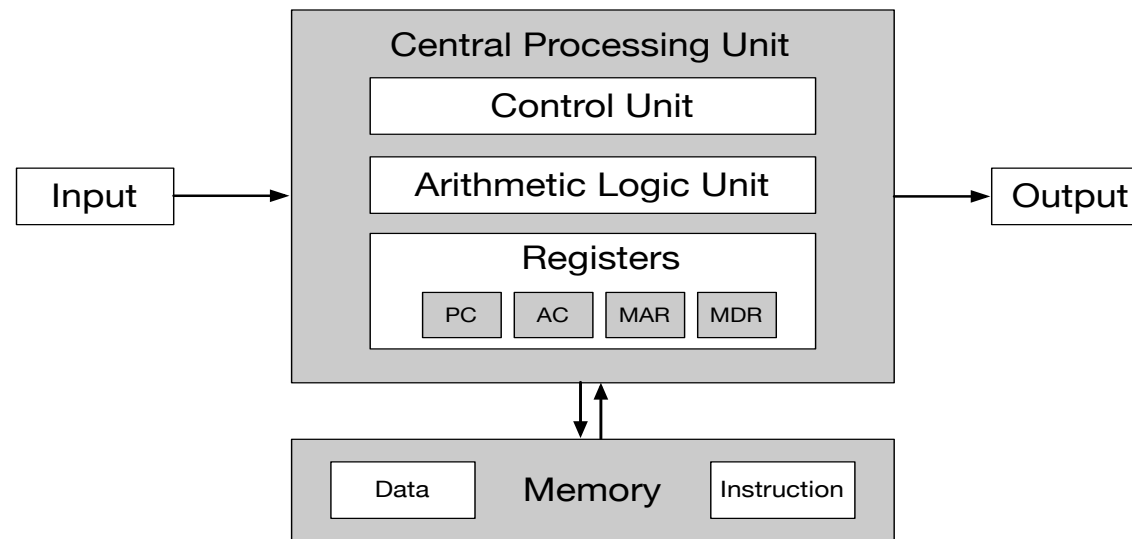 Central Processing Unit
Control Unit
Input
Arithmetic Logic Unit
Output
Registers
PC AC MAR MDR
Data Memory Instruction